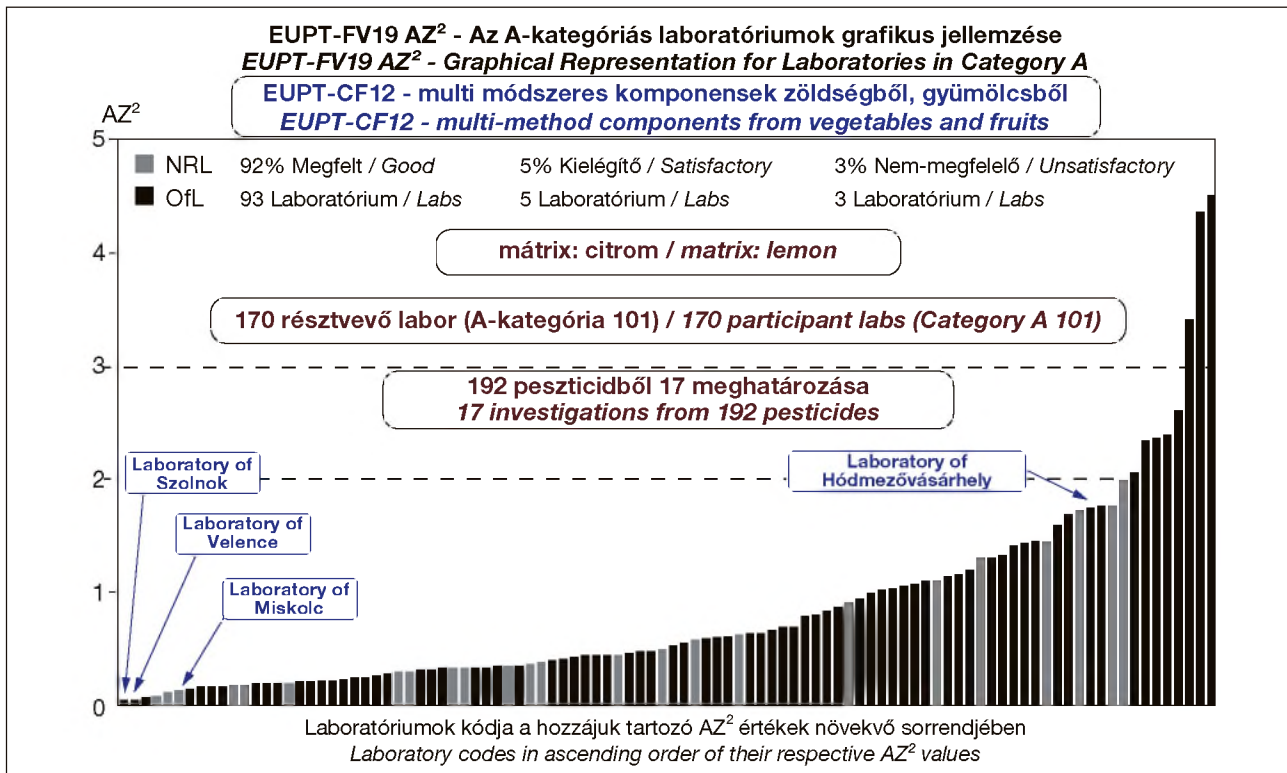 EUPT-FV19 AZ² - Az A-kategóriás laboratóriumok grafikus jellemzése
EUPT-FV19 AZ² - Graphical Representation for Laboratories in Category A
EUPT-CF12 - multi módszeres komponensek zöldségből, gyümölcsből
EUPT-CF12 - multi-method components from vegetables and fruits
AZ²
5
NRL 92% Megfelt / Good 5% Kielégítő / Satisfactory 3% Nem-megfelelő / Unsatisfactory
OfL 93 Laboratórium / Labs 5 Laboratórium / Labs 3 Laboratórium / Labs
4
mátrix: citrom / matrix: lemon
170 résztvevő labor (A-kategória 101) / 170 participant labs (Category A 101)
3
192 peszticidből 17 meghatározása
17 investigations from 192 pesticides
Laboratory of
Szolnok
Laboratory of
Hódmezővásárhely
2
Laboratory of
Velence
Laboratory of
Miskolc
1
0
Laboratóriumok kódja a hozzájuk tartozó AZ² értékek növekvő sorrendjében
Laboratory codes in ascending order of their respective AZ² values